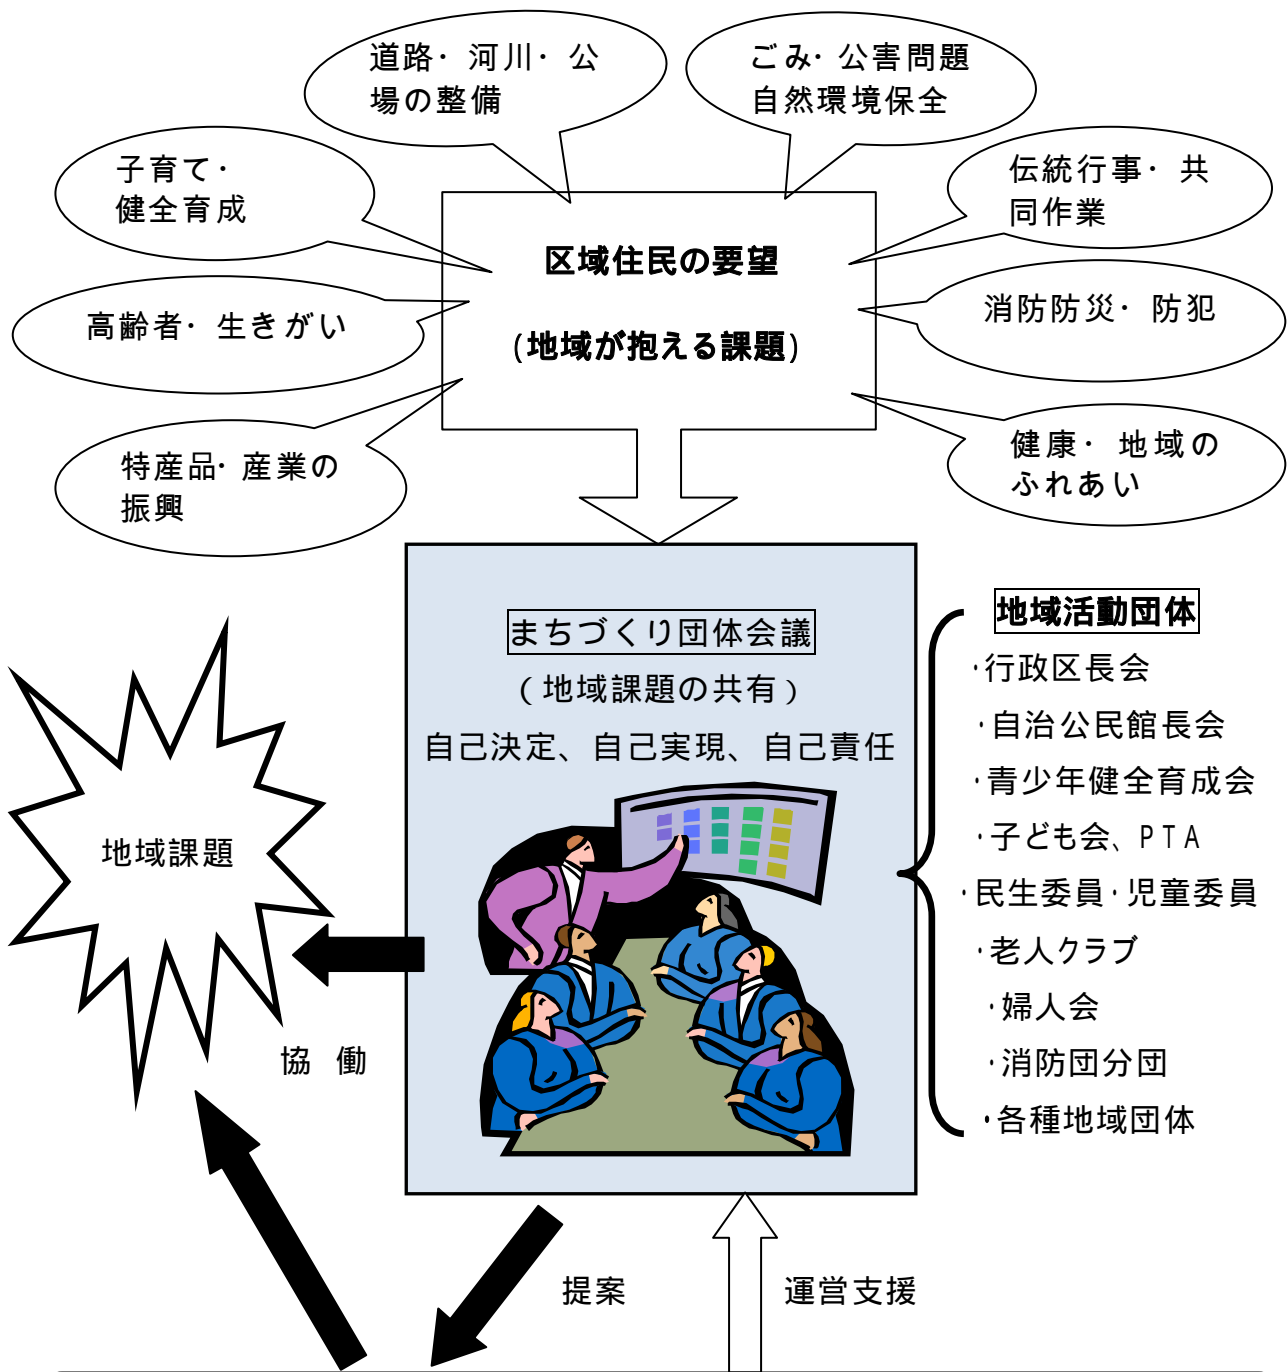 道路・河川・公
場の整備
ごみ・公害問題
自然環境保全
子育て・
健全育成
伝統行事・共
同作業
区域住民の要望
(地域が抱える課題)
高齢者・生きがい
消防防災・防犯
特産品・産業の
振興
健康・地域の
ふれあい
まちづくり団体会議
(地域課題の共有)
自己決定、自己実現、自己責任
地域活動団体
・行政区長会
・自治公民館長会
・青少年健全育成会
・子ども会、PTA
・民生委員・児童委員
・老人クラブ
・婦人会
・消防団分団
・各種地域団体
地域課題
協 働
提案
運営支援